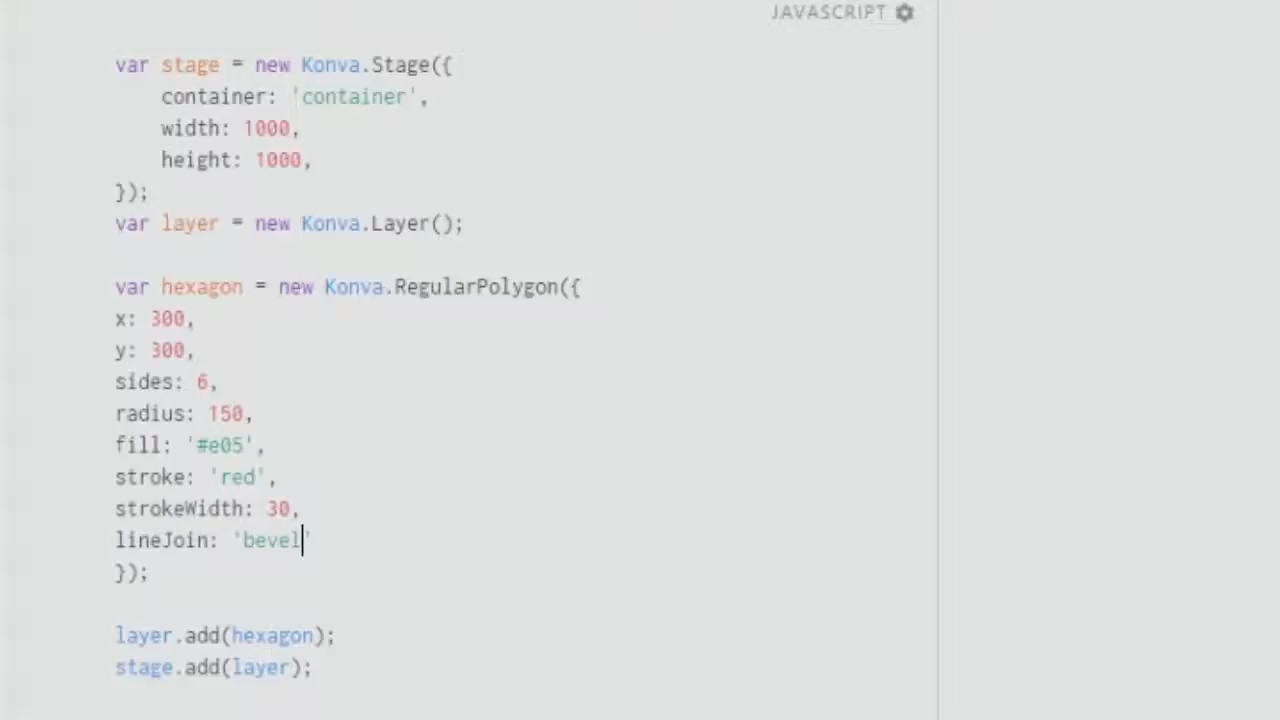 JAVASCRIPT
var stage = new Konva.Stage({
    container: 'container',
    width: 1000,
    height: 1000,
});
var layer = new Konva.Layer();

var hexagon = new Konva.RegularPolygon({
x: 300,
y: 300,
sides: 6,
radius: 150,
fill: '#e05',
stroke: 'red',
strokeWidth: 30,
lineJoin: 'bevel'
});

layer.add(hexagon);
stage.add(layer);